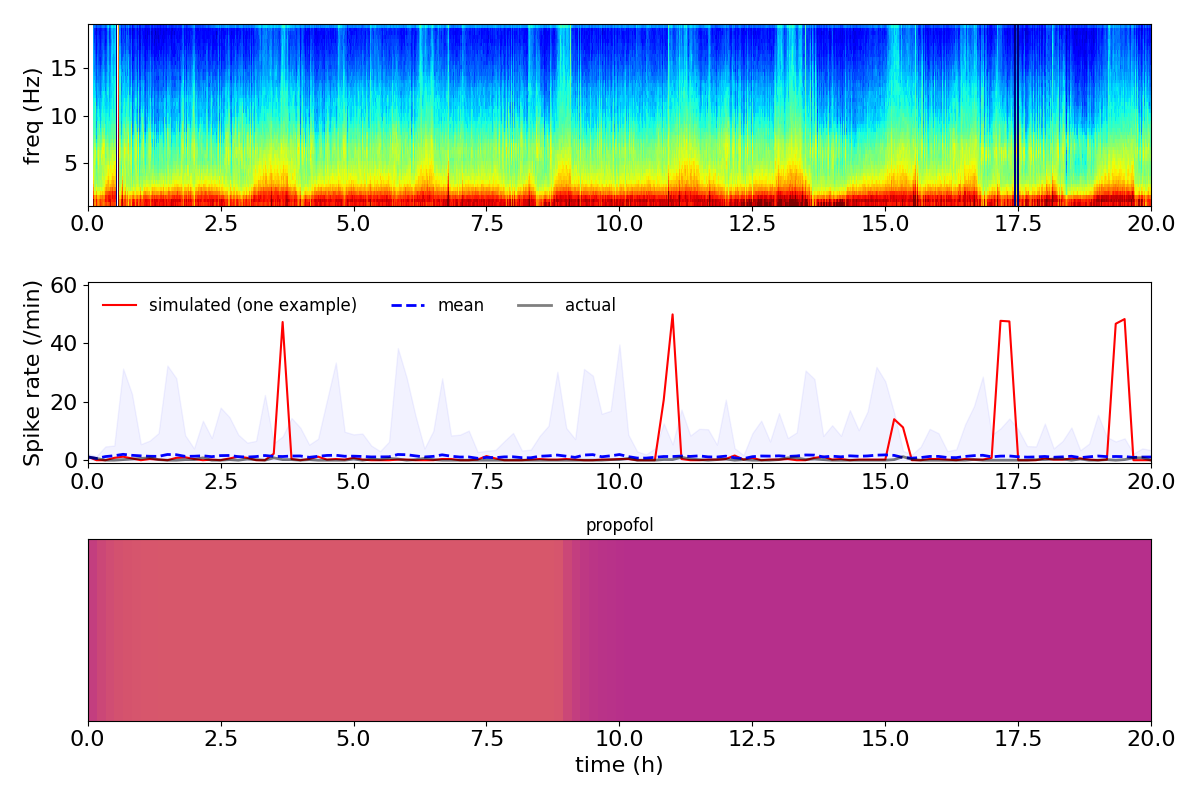 freq (Hz)
15
10
5
0.0 2.5 5.0 7.5 10.0 12.5 15.0 17.5 20.0
Spike rate (/min)
60
40
20
0
simulated (one example) mean actual
0.0 2.5 5.0 7.5 10.0 12.5 15.0 17.5 20.0
propofol
0.0 2.5 5.0 7.5 10.0 12.5 15.0 17.5 20.0
time (h)